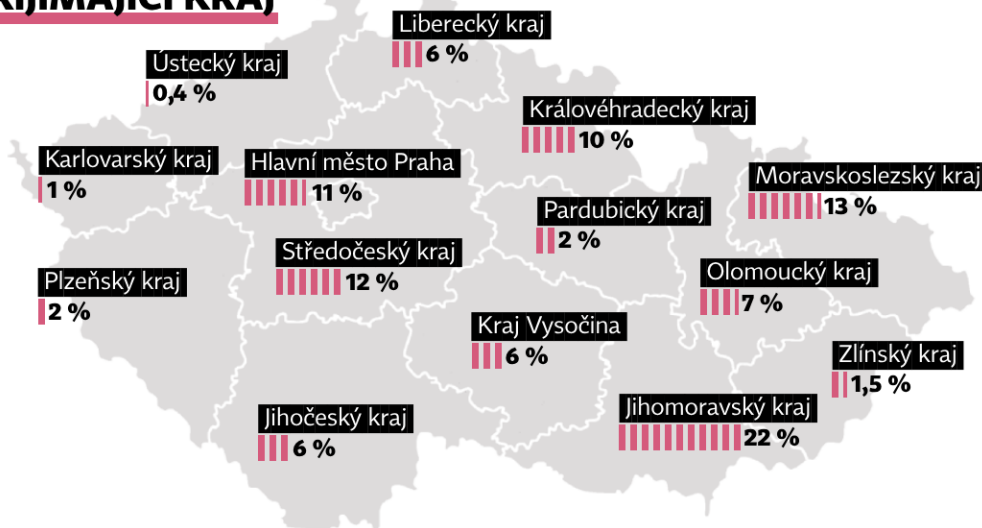 KRAJ
Liberecký kraj
6 %
Ústecký kraj
0,4 %
Královéhradecký kraj
10 %
Karlovarský kraj
1 %
Hlavní město Praha
11 %
Moravskoslezský kraj
13 %
Pardubický kraj
2 %
Středočeský kraj
12 %
Olomoucký kraj
7 %
Plzeňský kraj
2 %
Kraj Vysočina
6 %
Zlínský kraj
1,5 %
Jihomoravský kraj
22 %
Jihočeský kraj
6 %